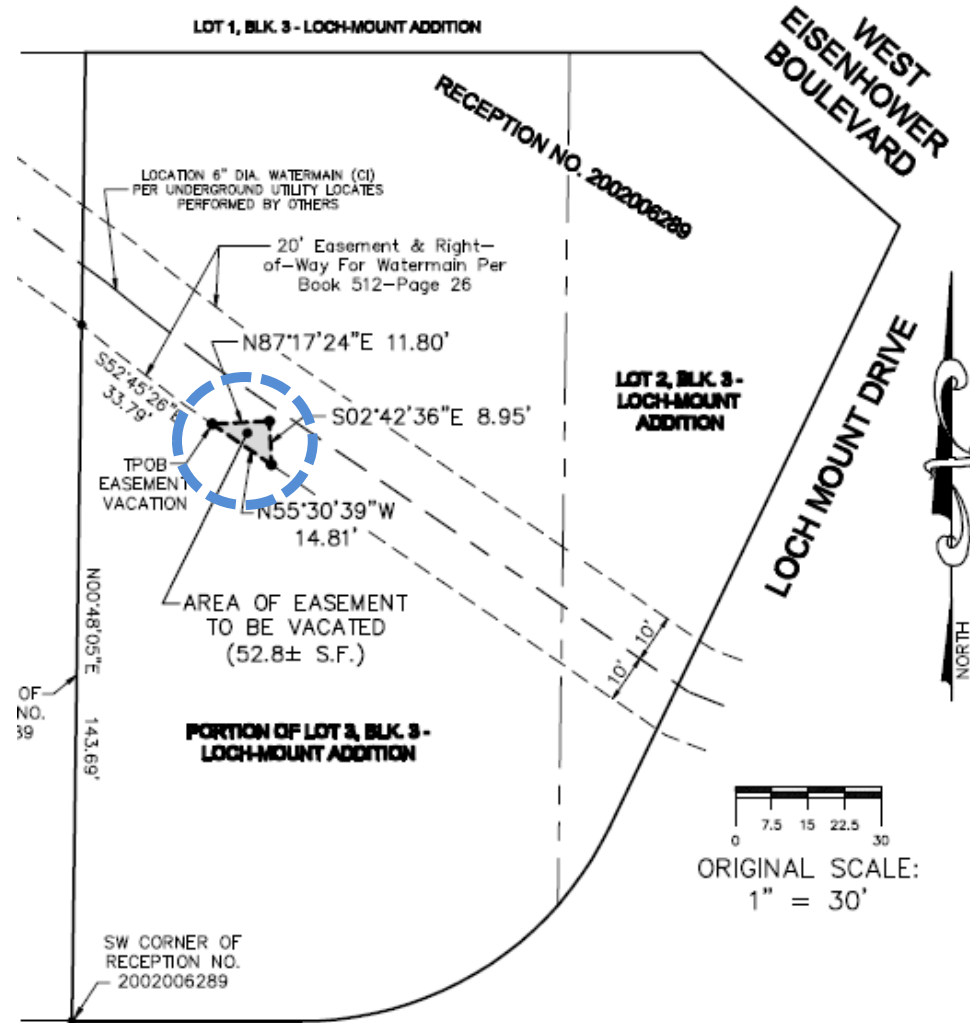 LOT 1, BLK. 3 - LOCH-MOUNT ADDITION
WEST
EISENHOWER
BOULEVARD
RECEPTION NO. 2002006289
LOCATION 6" DIA. WATERMAIN (CI)
PER UNDERGROUND UTILITY LOCATES
PERFORMED BY OTHERS
20' Easement & Right-
of-Way For Watermain Per
Book 512-Page 26
N87°17'24"E 11.80'
S52°45'26"E
33.79'
S02°42'36"E 8.95'
LOT 2, BLK. 3 -
LOCH-MOUNT
ADDITION
LOCH MOUNT DRIVE
TPOB
EASEMENT
VACATION
N55°30'39"W
14.81'
AREA OF EASEMENT
TO BE VACATED
(52.8± S.F.)
N00°48'05"E 143.69'
10'
10'
NORTH
OF
NO.
39
PORTION OF LOT 3, BLK. 3 -
LOCH-MOUNT ADDITION
0 7.5 15 22.5 30
ORIGINAL SCALE:
1" = 30'
SW CORNER OF
RECEPTION NO.
2002006289